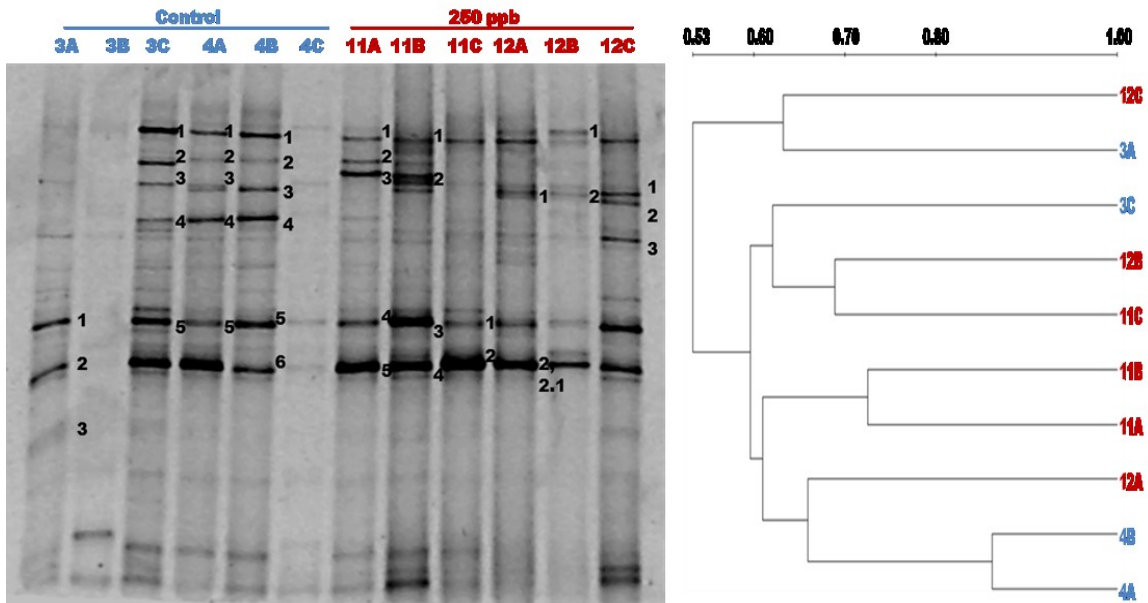 Control 250 ppb
3A 3B 3C 4A 4B 4C 11A 11B 11C 12A 12B 12C
0.53 0.60 0.70 0.80 1.00
12C
3A
3C
12B
11C
11B
11A
12A
4B
4A
1 1 1 1 1 1
2 2 2 2
3 3 3 3 2 1 2 1
2
4 4 4 3
1 5 5 5 4 3 1
2 6 5 4 2 2,
2.1
3